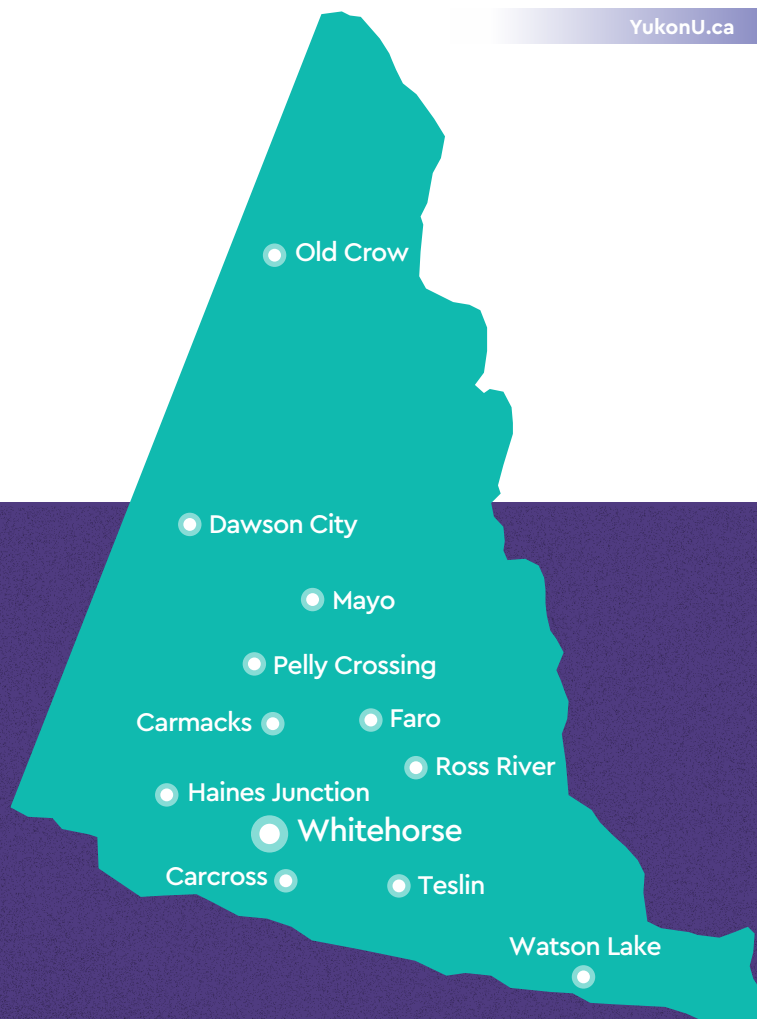 YukonU.ca
Old Crow
Dawson City
Mayo
Pelly Crossing
Carmacks
Faro
Ross River
Haines Junction
Whitehorse
Carcross
Teslin
Watson Lake